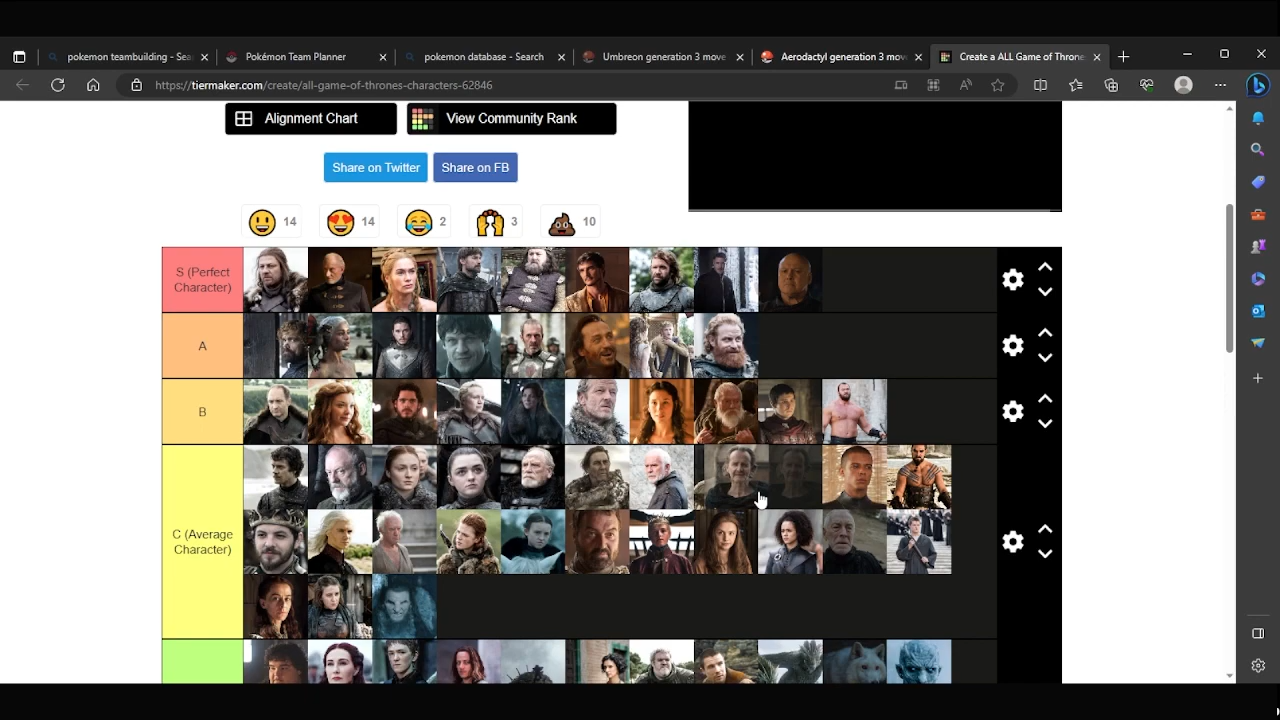 pokemon teambuilding - Sea
Pokémon Team Planner
pokemon database - Search
Umbreon generation 3 move
Aerodactyl generation 3 mov
Create a ALL Game of Throne
https://tiermaker.com/create/all-game-of-thrones-characters-62846
Alignment Chart
View Community Rank
Share on Twitter
Share on FB
14
14
2
3
10
S (Perfect
Character)
A
B
C (Average
Character)